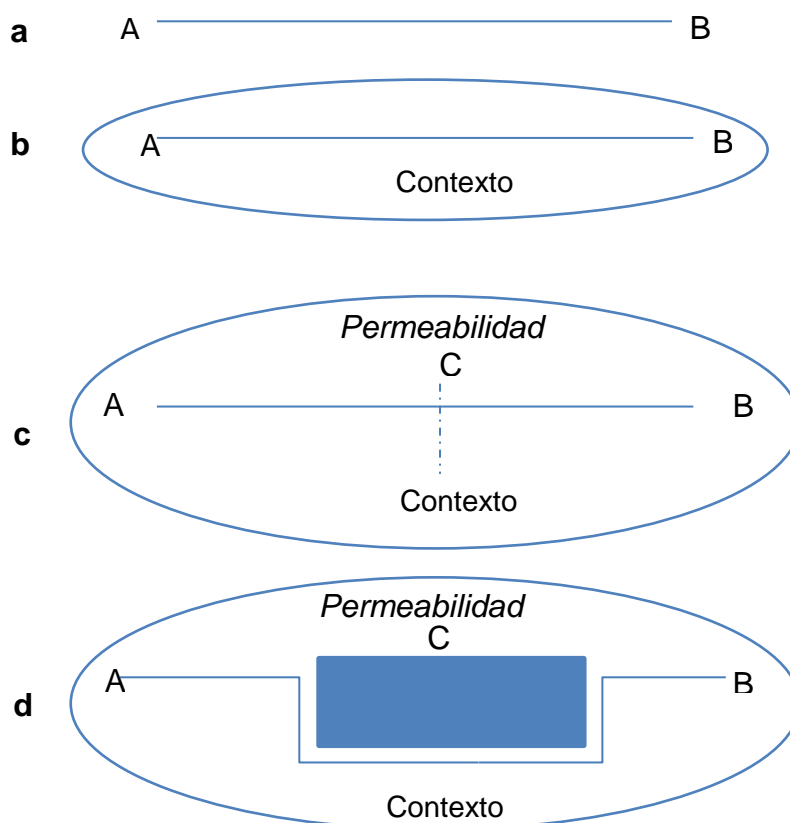 a A B
b A B
Contexto
Permeabilidad
C
A B
c
Contexto
Permeabilidad
C
A B
d
Contexto